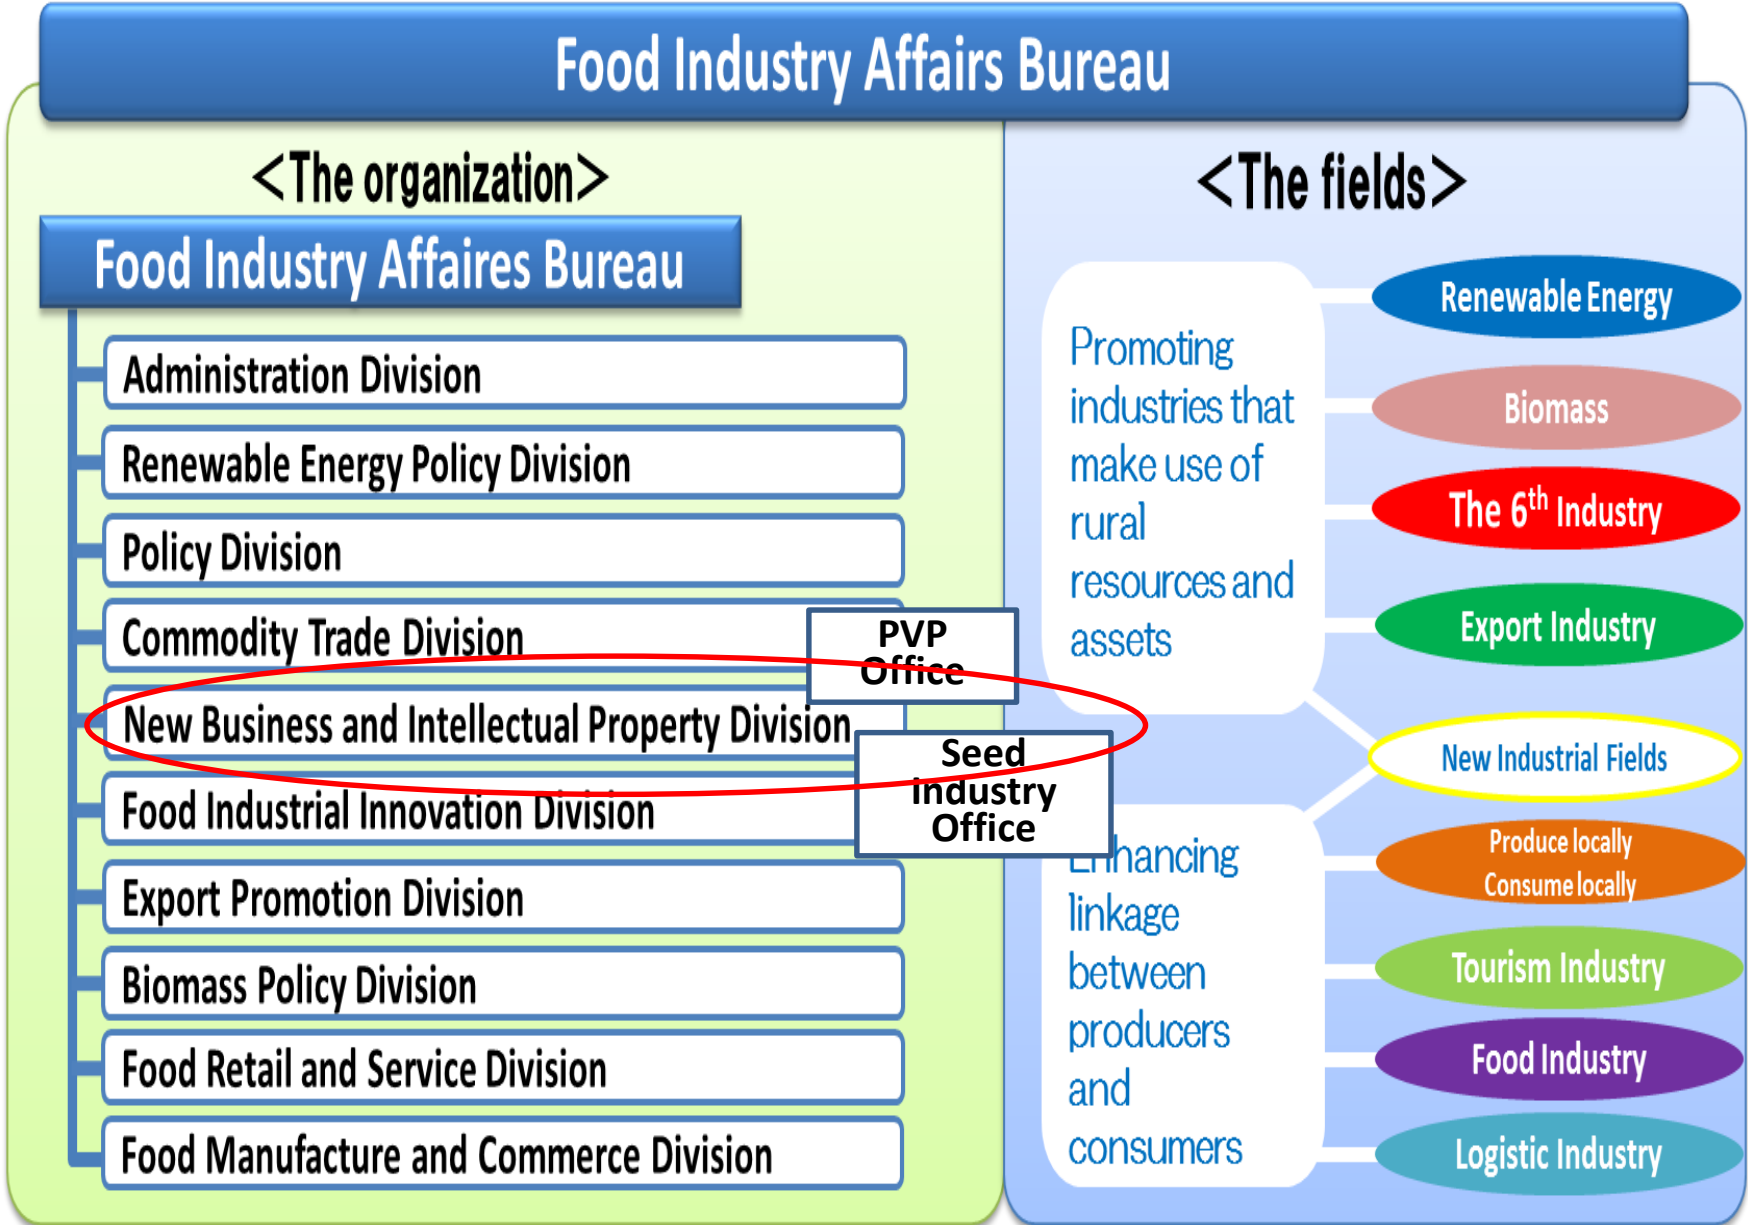 Food Industry Affairs Bureau
<The organization>
Food Industry Affaires Bureau
Administration Division
Renewable Energy Policy Division
Policy Division
Commodity Trade Division
PVP
Office
New Business and Intellectual Property Division
Seed
Industry
Office
Food Industrial Innovation Division
Export Promotion Division
Biomass Policy Division
Food Retail and Service Division
Food Manufacture and Commerce Division
<The fields>
Promoting
industries that
make use of
rural
resources and
assets
Enhancing
linkage
between
producers
and
consumers
Renewable Energy
Biomass
The 6th Industry
Export Industry
New Industrial Fields
Produce locally
Consume locally
Tourism Industry
Food Industry
Logistic Industry